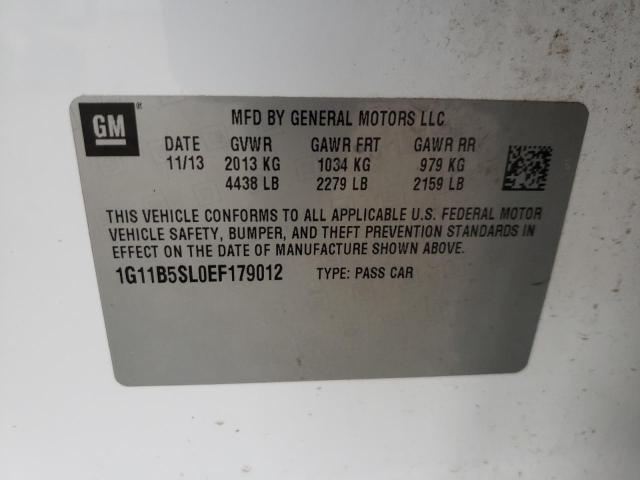 GM ®
MFD BY GENERAL MOTORS LLC
DATE GVWR GAWR FRT GAWR RR
11/13 2013 KG 1034 KG 979 KG
4438 LB 2279 LB 2159 LB
THIS VEHICLE CONFORMS TO ALL APPLICABLE U.S. FEDERAL MOTOR
VEHICLE SAFETY, BUMPER, AND THEFT PREVENTION STANDARDS IN
EFFECT ON THE DATE OF MANUFACTURE SHOWN ABOVE.
1G11B5SL0EF179012 TYPE: PASS CAR